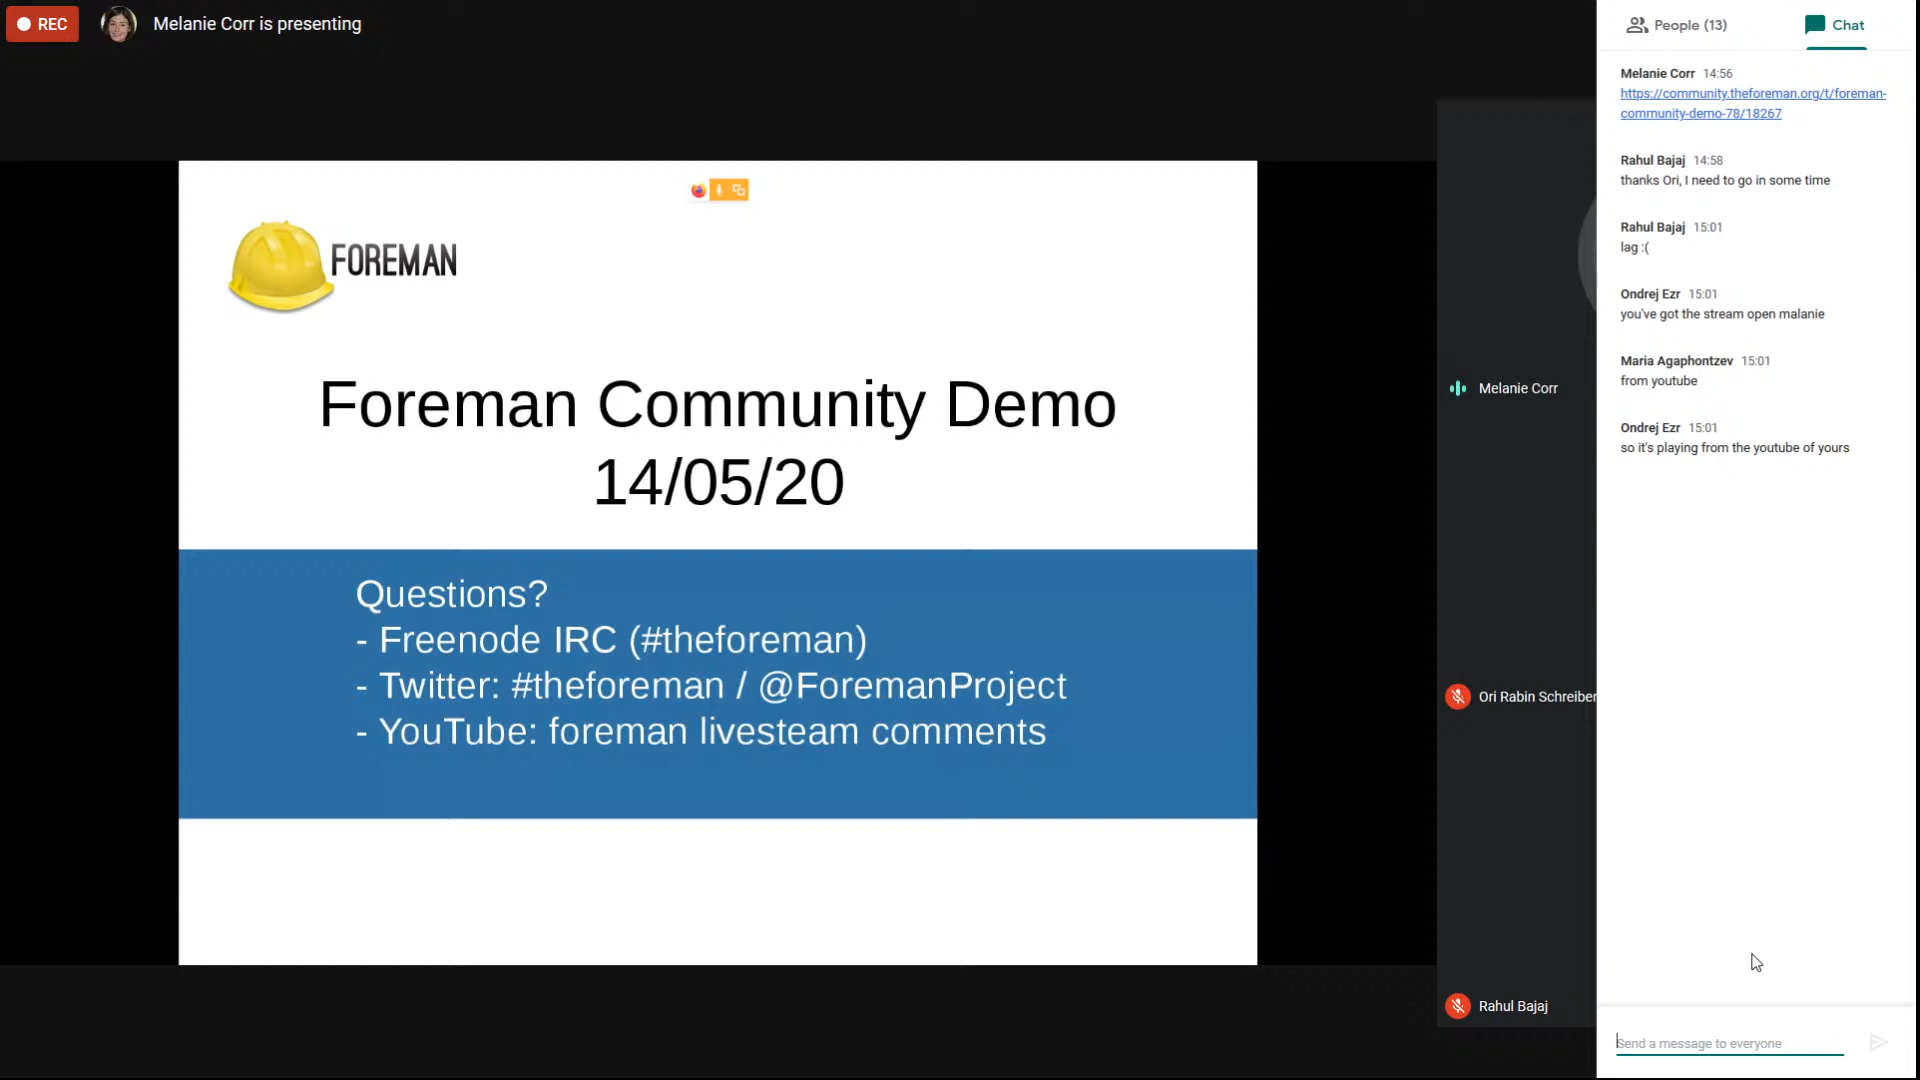 REC
Melanie Corr is presenting
FOREMAN
Foreman Community Demo
14/05/20
Questions?
- Freenode IRC (#theforeman)
- Twitter: #theforeman / @ForemanProject
- YouTube: foreman livesteam comments
Melanie Corr
Ori Rabin Schreiber
Rahul Bajaj
People (13)
Chat
Melanie Corr 14:56
https://community.theforeman.org/t/foreman-
community-demo-78/18267
Rahul Bajaj 14:58
thanks Ori, I need to go in some time
Rahul Bajaj 15:01
lag :(
Ondrej Ezr 15:01
you've got the stream open malanie
Maria Agaphontzev 15:01
from youtube
Ondrej Ezr 15:01
so it's playing from the youtube of yours
Send a message to everyone